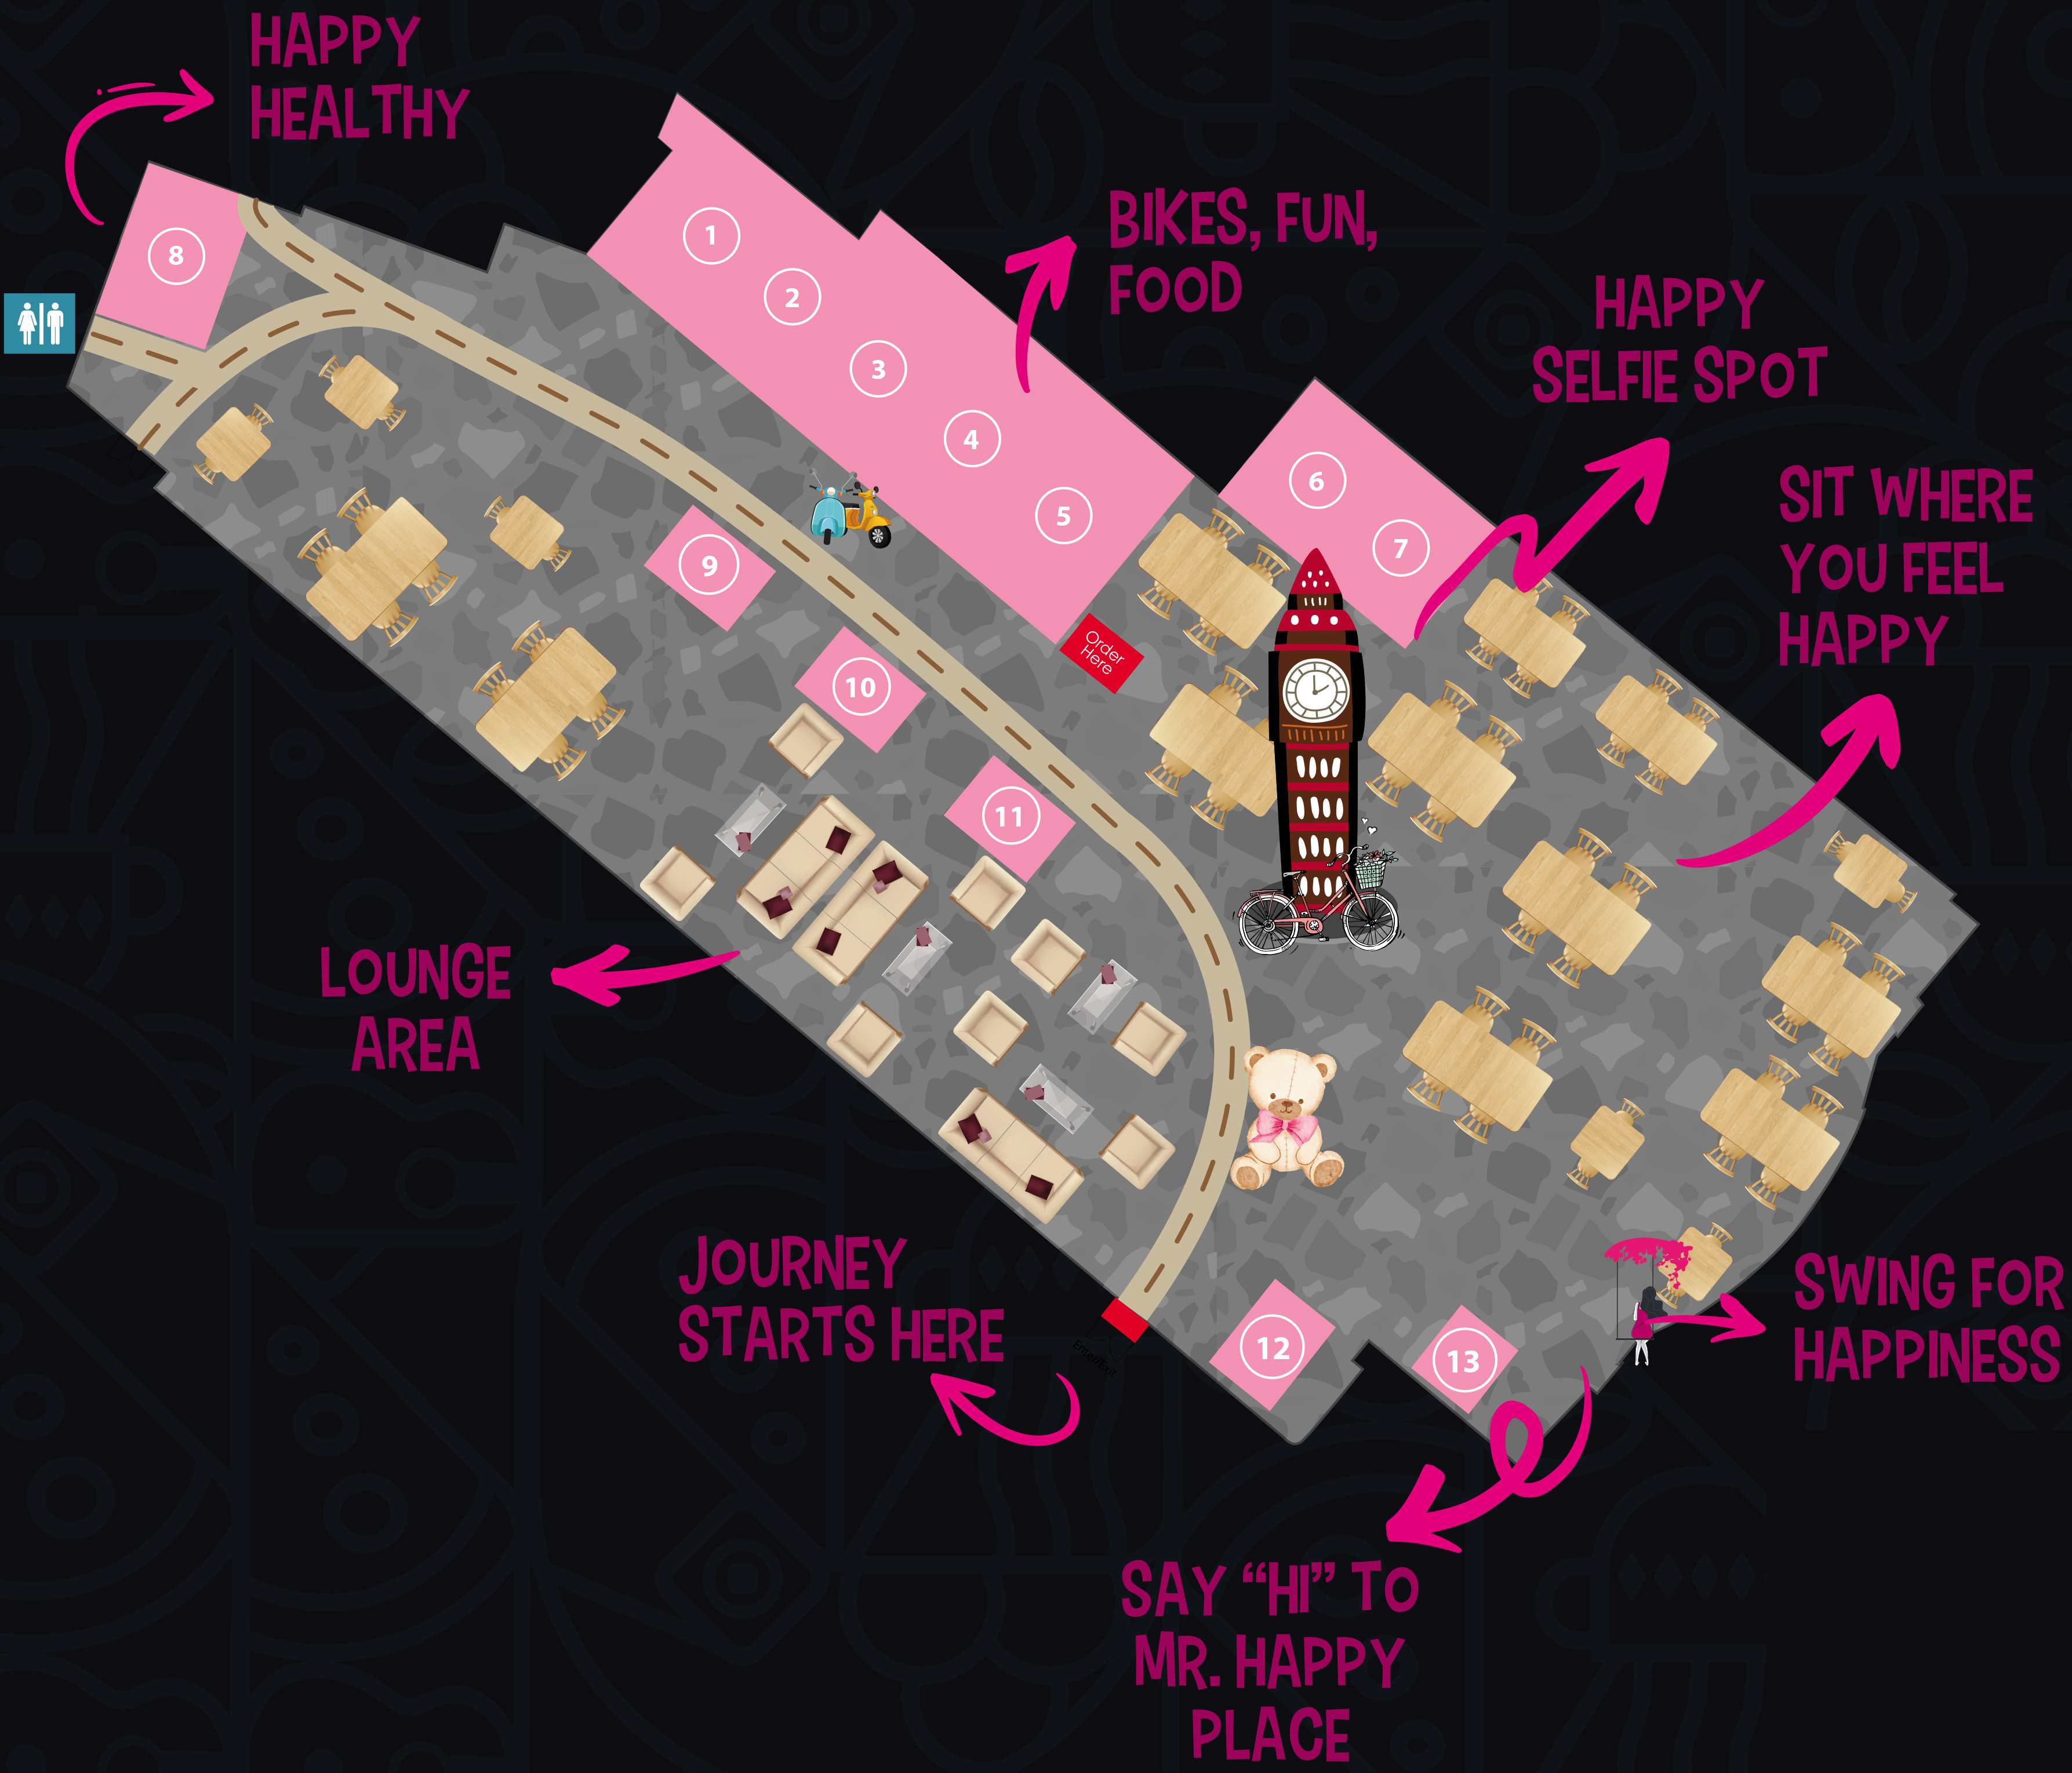 HAPPY
HEALTHY
8
1
2
3
4
5
BIKES, FUN,
FOOD
6
7
HAPPY
SELFIE SPOT
SIT WHERE
YOU FEEL
HAPPY
9
10
11
Order
Here
LOUNGE
AREA
JOURNEY
STARTS HERE
Enter/Exit
12
13
SWING FOR
HAPPINESS
SAY “HI” TO
MR. HAPPY
PLACE